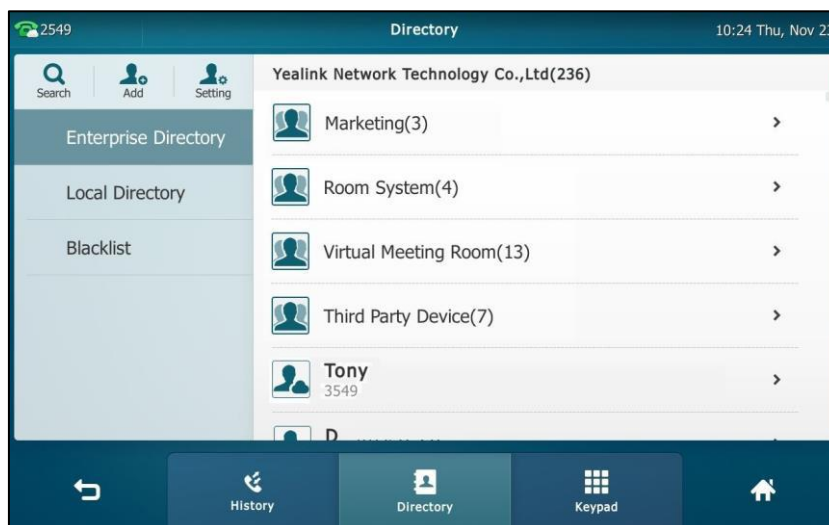 2549
Directory
10:24 Thu, Nov 23
Search
Add
Setting
Enterprise Directory
Local Directory
Blacklist
Yealink Network Technology Co.,Ltd(236)
Marketing(3)
Room System(4)
Virtual Meeting Room(13)
Third Party Device(7)
Tony
3549
History
Directory
Keypad